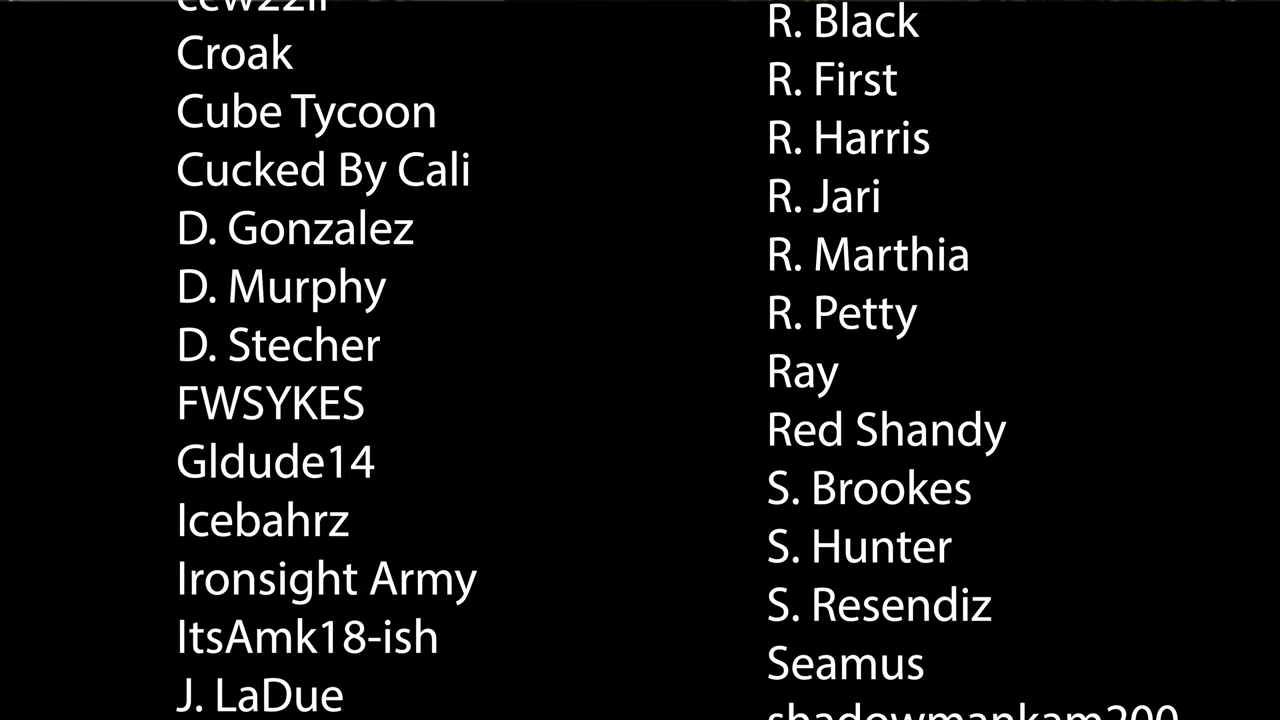 Croak
Cube Tycoon
Cucked By Cali
D. Gonzalez
D. Murphy
D. Stecher
FWSYKES
Gldude14
Icebahrz
Ironsight Army
ItsAmk18-ish
J. LaDue
R. Black
R. First
R. Harris
R. Jari
R. Marthia
R. Petty
Ray
Red Shandy
S. Brookes
S. Hunter
S. Resendiz
Seamus
shadowmankam200